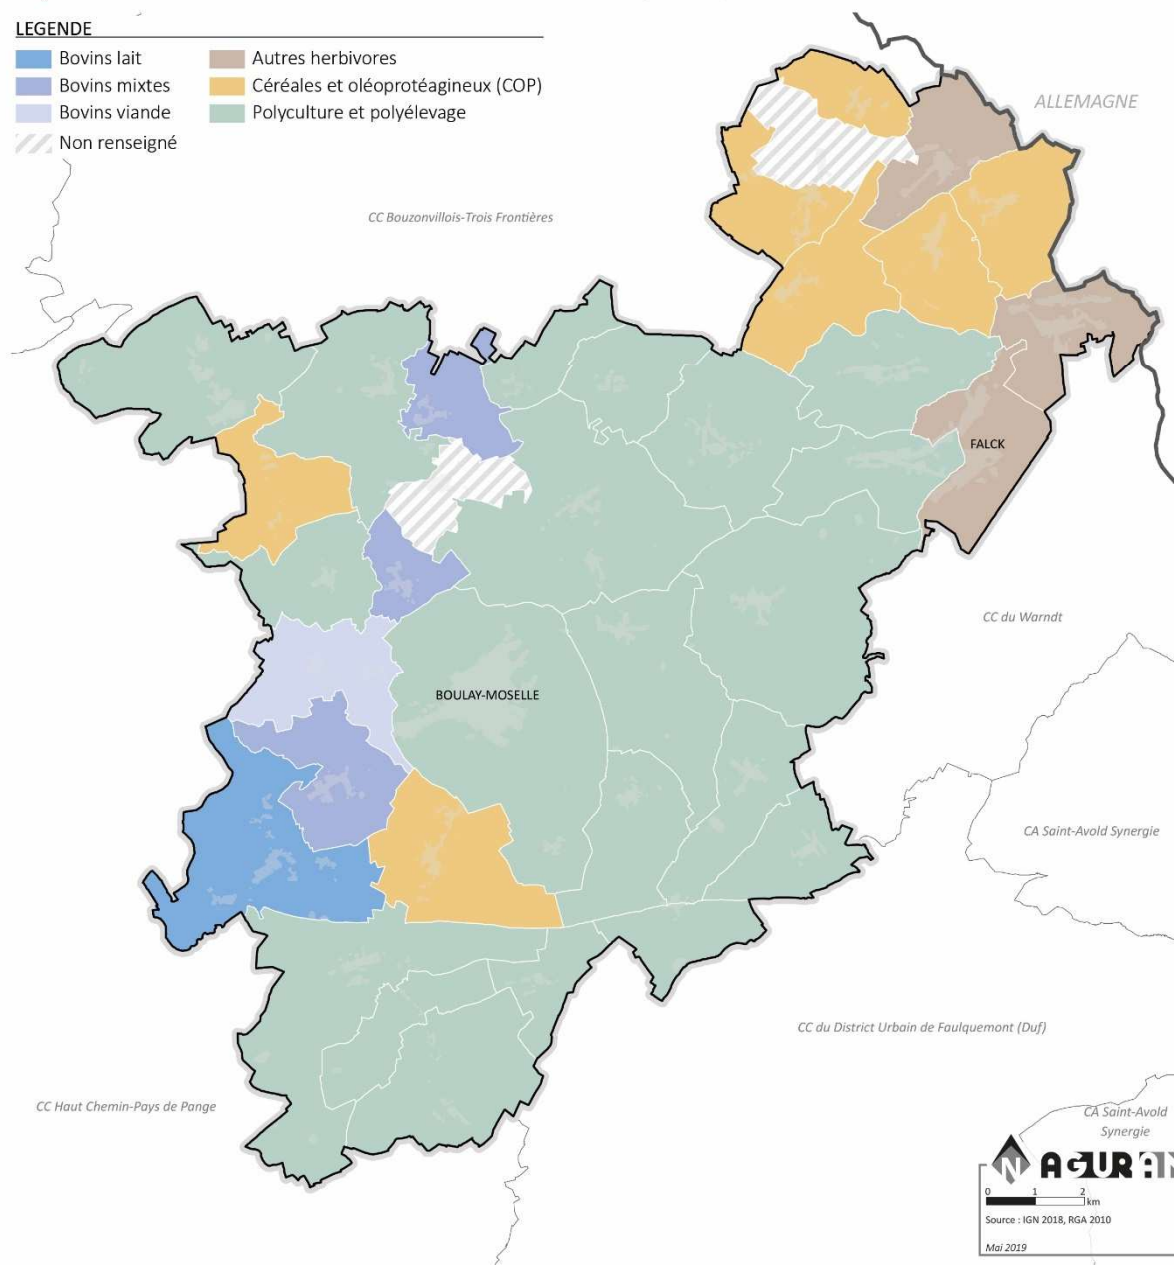 LEGENDE
Bovins lait
Bovins mixtes
Bovins viande
Non renseigné
Autres herbivores
Céréales et oléoprotéagineux (COP)
Polyculture et polyélevage
ALLEMAGNE
CC Bouzonvillois-Trois Frontières
FALCK
CC du Warndt
BOULAY-MOSELLE
CA Saint-Avold Synergie
CC du District Urbain de Faulquemont (Duf)
CC Haut Chemin-Pays de Pange
CA Saint-Avold
Synergie
N
AGURAM
0 1 2
km
Source : IGN 2018, RGA 2010
Mai 2019